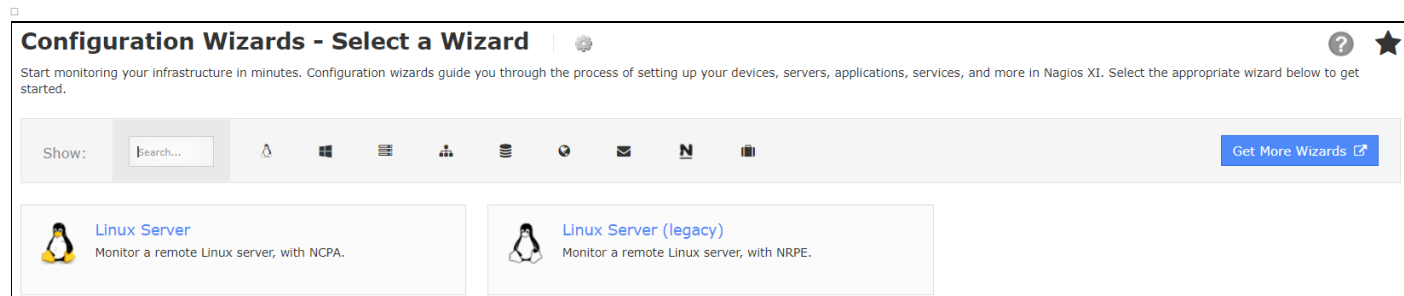 Configuration Wizards - Select a Wizard
Start monitoring your infrastructure in minutes. Configuration wizards guide you through the process of setting up your devices, servers, applications, services, and more in Nagios XI. Select the appropriate wizard below to get
started.
Show: Search... N Get More Wizards
Linux Server Linux Server (legacy)
Monitor a remote Linux server, with NCPA. Monitor a remote Linux server, with NRPE.